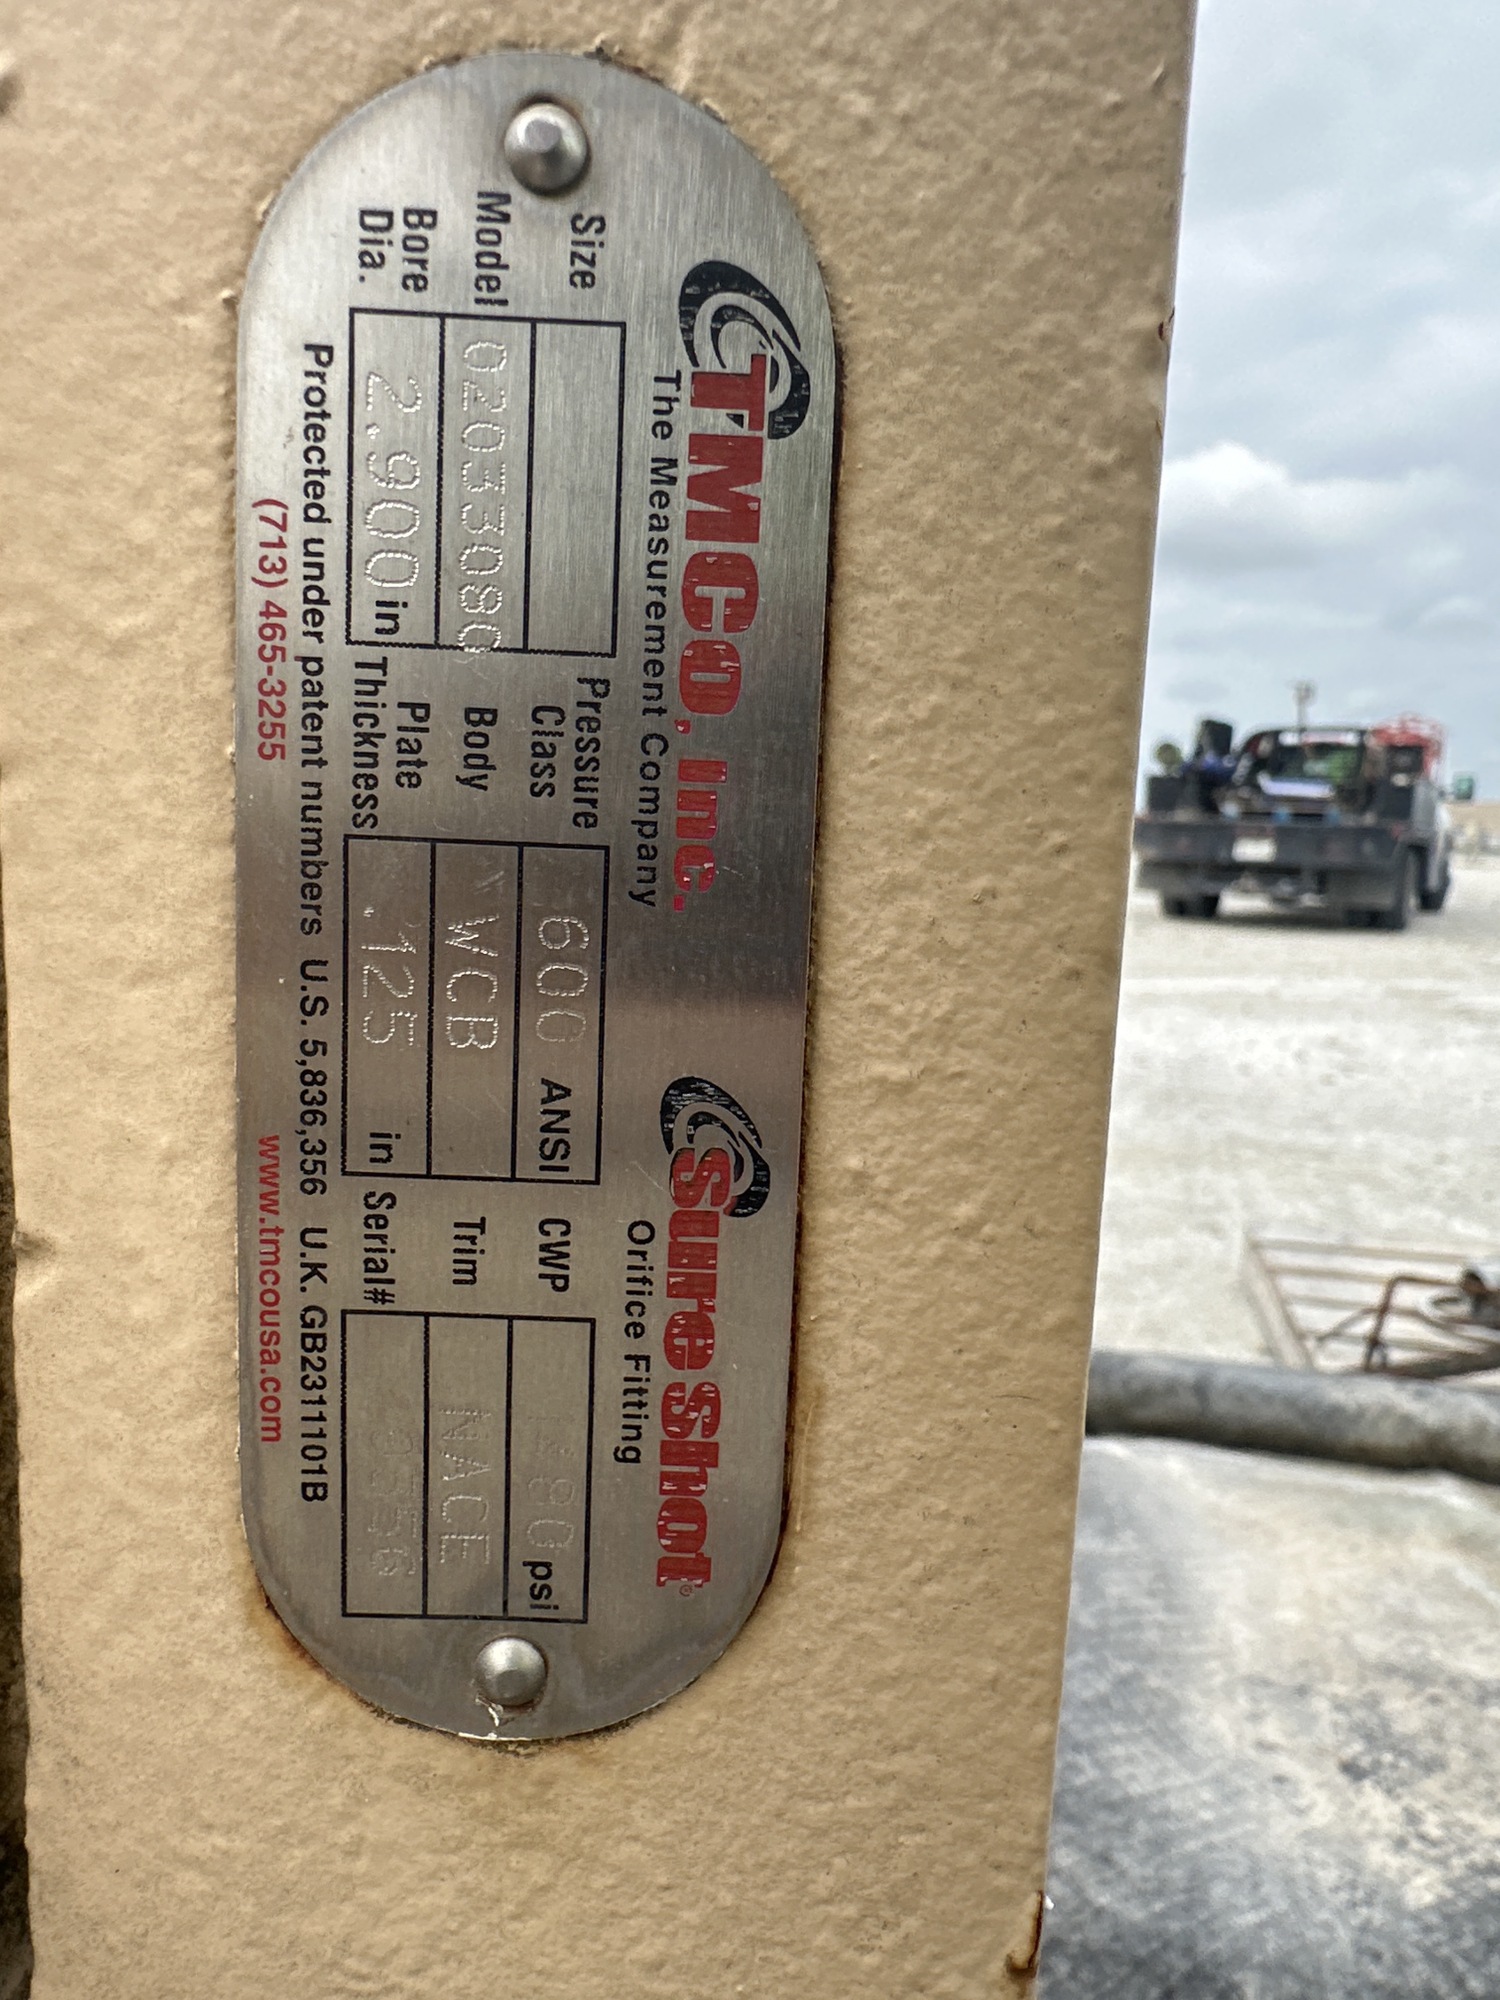 TMCO, Inc.
The Measurement Company
Sure Shot®
Orifice Fitting
Size
Pressure Class 600 ANSI
CWP psi
Model 02033080
Body WCB
Trim NACE
Bore Dia. 2.900 in
Plate Thickness .125 in
Serial#
Protected under patent numbers U.S. 5,836,356 U.K. GB2311101B
(713) 465-3255 www.tmcousa.com